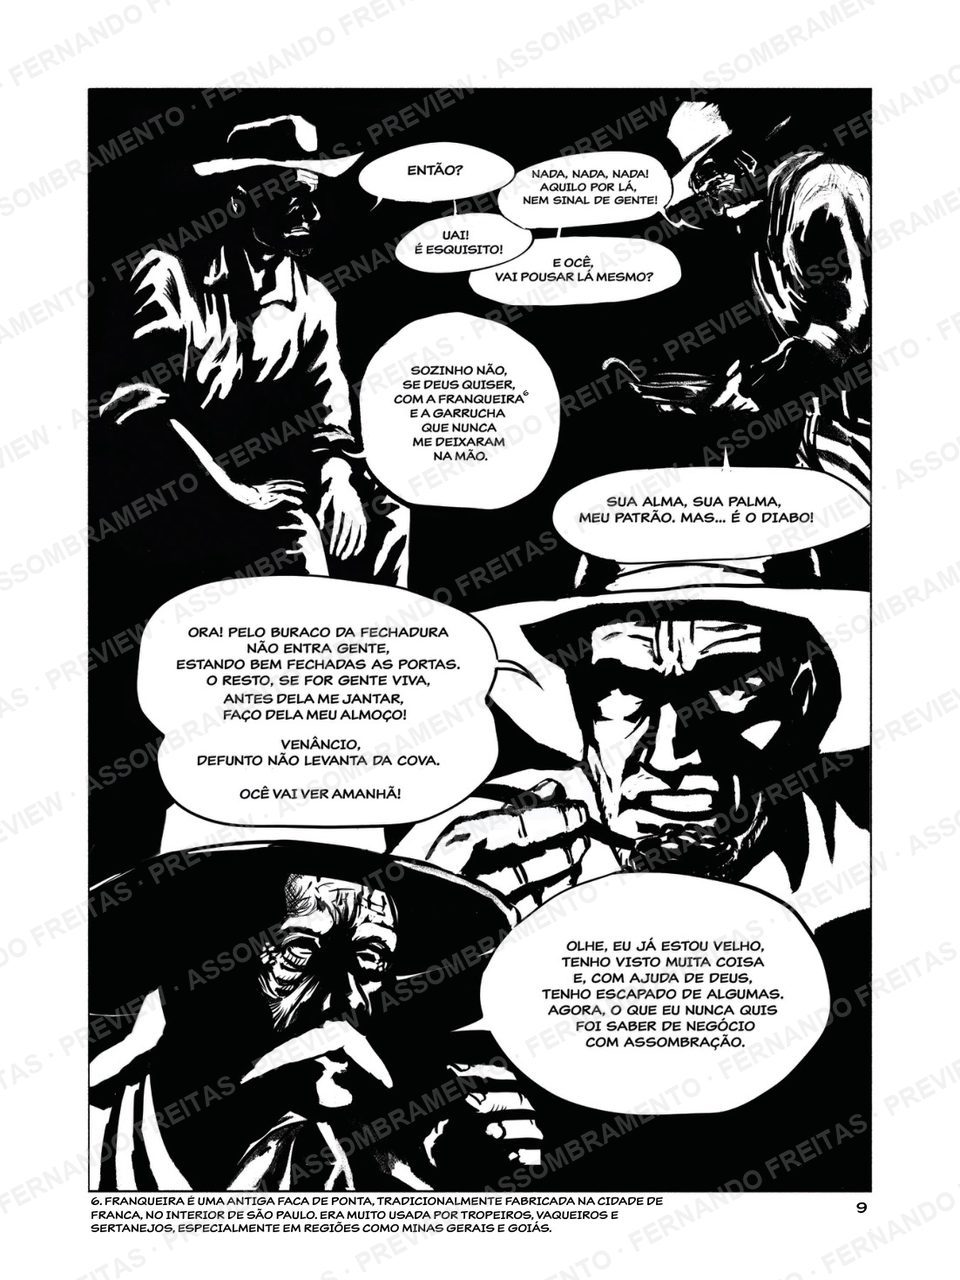 ENTÃO?
NADA, NADA, NADA!
AQUILO POR LÁ,
NEM SINAL DE GENTE!
UAI!
É ESQUISITO!
E OCÊ,
VAI POUSAR LÁ MESMO?
SOZINHO NÃO,
SE DEUS QUISER,
COM A FRANQUEIRA⁶
E A GARRUCHA
QUE NUNCA
ME DEIXARAM
NA MÃO.
SUA ALMA, SUA PALMA,
MEU PATRÃO. MAS... É O DIABO!
ORA! PELO BURACO DA FECHADURA
NÃO ENTRA GENTE,
ESTANDO BEM FECHADAS AS PORTAS.
O RESTO, SE FOR GENTE VIVA,
ANTES DELA ME JANTAR,
FAÇO DELA MEU ALMOÇO!
VENÂNCIO,
DEFUNTO NÃO LEVANTA DA COVA.
OCÊ VAI VER AMANHÃ!
OLHE, EU JÁ ESTOU VELHO,
TENHO VISTO MUITA COISA
E, COM AJUDA DE DEUS,
TENHO ESCAPADO DE ALGUMAS.
AGORA, O QUE EU NUNCA QUIS
FOI SABER DE NEGÓCIO
COM ASSOMBRAÇÃO.
6. FRANQUEIRA É UMA ANTIGA FACA DE PONTA, TRADICIONALMENTE FABRICADA NA CIDADE DE
FRANCA, NO INTERIOR DE SÃO PAULO. ERA MUITO USADA POR TROPEIROS, VAQUEIROS E
SERTANEJOS, ESPECIALMENTE EM REGIÕES COMO MINAS GERAIS E GOIÁS.
9
FERNANDO FREITAS · PREVIEW · ASSOMBRAMENTO